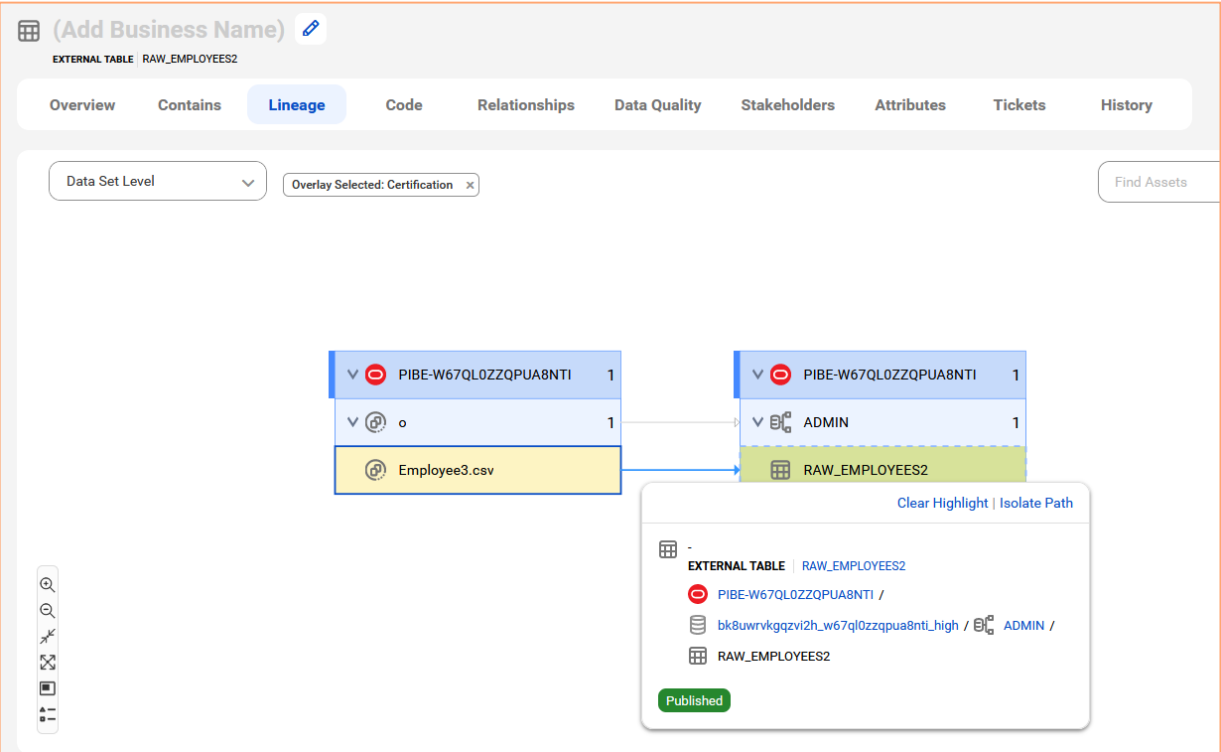 (Add Business Name)
EXTERNAL TABLE RAW_EMPLOYEES2
Overview Contains Lineage Code Relationships Data Quality Stakeholders Attributes Tickets History
Data Set Level Overlay Selected: Certification × Find Assets
PIBE-W67QL0ZZQPUA8NTI 1 PIBE-W67QL0ZZQPUA8NTI 1
o 1 ADMIN 1
Employee3.csv RAW_EMPLOYEES2
Clear Highlight | Isolate Path
-
EXTERNAL TABLE RAW_EMPLOYEES2
PIBE-W67QL0ZZQPUA8NTI /
bk8uwrvkgqzvi2h_w67ql0zzqpua8nti_high / ADMIN /
RAW_EMPLOYEES2
Published